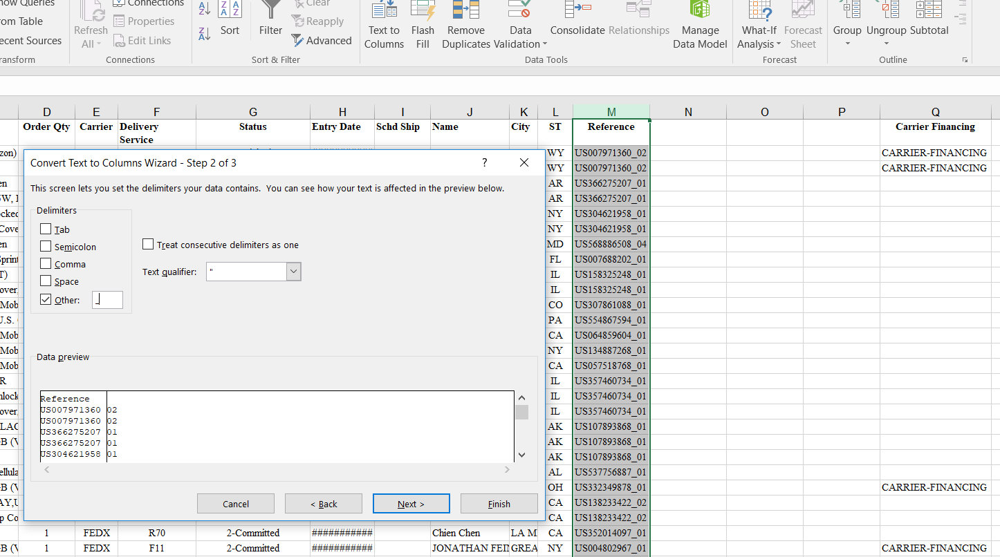 now Queries
Connections
Clear
rom Table
Refresh
Properties
Sort
Filter
Reapply
Text to
Flash
Remove
Data
Consolidate
Relationships
Manage
What-If
Forecast
Group
Ungroup
Subtotal
ecent Sources
All
Edit Links
Advanced
Columns
Fill
Duplicates
Validation
Data Model
Analysis
Sheet
ransform
Connections
Sort & Filter
Data Tools
Forecast
Outline
D E F G H I J K L M N O P Q
Order Qty Carrier Delivery Service Status Entry Date Schd Ship Name City ST Reference Carrier Financing
zon) WY US007971360_02 CARRIER-FINANCING
WY US007971360_02 CARRIER-FINANCING
en AR US366275207_01
W, AR US366275207_01
ocked NY US304621958_01
Cove NY US304621958_01
en MD US568886508_04
Sprint FL US007688202_01
T) IL US158325248_01
over, IL US158325248_01
Mob CO US307861088_01
U.S. PA US554867594_01
Mob CA US064859604_01
Mob NY US134887268_01
Mob CA US057518768_01
R IL US357460734_01
nlock IL US357460734_01
over, IL US357460734_01
LAC AK US107893868_01
GB (V AK US107893868_01
AK US107893868_01
ellula AL US537756887_01
GB (V OH US332349878_01 CARRIER-FINANCING
AY,U CA US138233422_02
p Co CA US138233422_02
1 FEDX R70 2-Committed ########### Chien Chen LA M CA US352014097_01
GB (V 1 FEDX F11 2-Committed ########### JONATHAN FEI GREA NY US004802967_01 CARRIER-FINANCING
Convert Text to Columns Wizard - Step 2 of 3 ?
This screen lets you set the delimiters your data contains. You can see how your text is affected in the preview below.
Delimiters
Tab
Semicolon
Comma
Space
Other: _
Treat consecutive delimiters as one
Text qualifier: "
Data preview
Reference
US007971360 02
US007971360 02
US366275207 01
US366275207 01
US304621958 01
Cancel
< Back
Next >
Finish